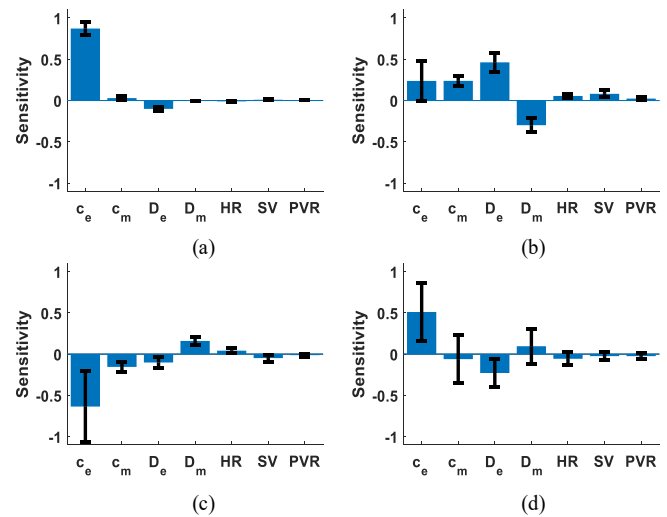 Sensitivity
1
0.5
0
-0.5
-1
c_e c_m D_e D_m HR SV PVR
(a)
Sensitivity
1
0.5
0
-0.5
-1
c_e c_m D_e D_m HR SV PVR
(b)
Sensitivity
1
0.5
0
-0.5
-1
c_e c_m D_e D_m HR SV PVR
(c)
Sensitivity
1
0.5
0
-0.5
-1
c_e c_m D_e D_m HR SV PVR
(d)